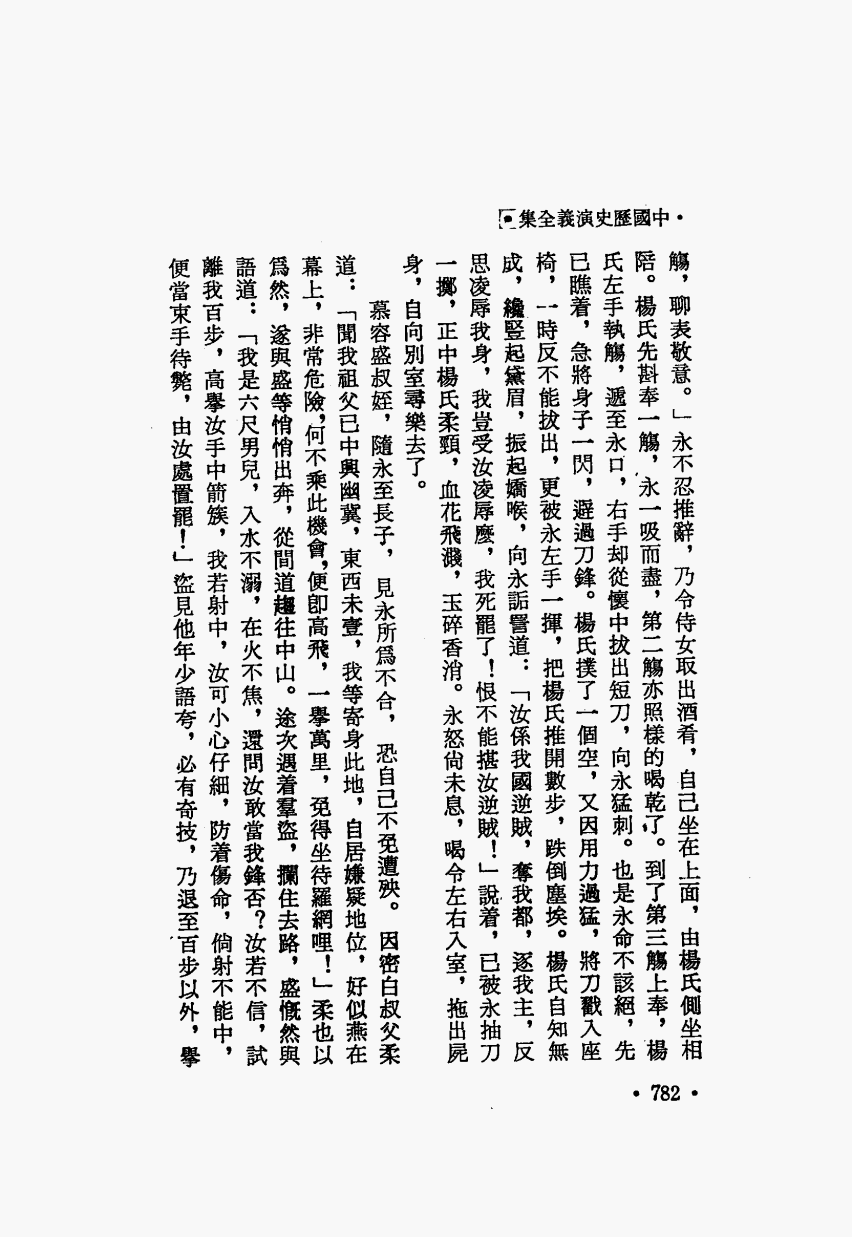 中國歷史演義全集
觴，聊表敬意。」永不忍推辭，乃令侍女取出酒肴，自己坐在上面，由楊氏側坐相
陪。楊氏先斟奉一觴，永一吸而盡，第二觴亦照樣的喝乾了。到了第三觴上奉，楊
氏左手執觴，遞至永口，右手却從懷中拔出短刀，向永猛刺。也是永命不該絕，先
已瞧着，急將身子一閃，避過刀鋒。楊氏撲了一個空，又因用力過猛，將刀戳入座
椅，一時反不能拔出，更被永左手一揮，把楊氏推開數步，跌倒塵埃。楊氏自知無
成，纔豎起黛眉，振起嬌喉，向永詬詈道：「汝係我國逆賊，奪我都，逐我主，反
思凌辱我身，我豈受汝凌辱麼，我死罷了！恨不能揕汝逆賊！」說着，已被永抽刀
一擲，正中楊氏柔頸，血花飛濺，玉碎香消。永怒尙未息，喝令左右入室，拖出屍
身，自向別室尋樂去了。
慕容盛叔姪，隨永至長子，見永所爲不合，恐自己不免遭殃。因密白叔父柔
道：「聞我祖父已中興幽冀，東西未壹，我等寄身此地，自居嫌疑地位，好似燕在
幕上，非常危險，何不乘此機會，便卽高飛，一舉萬里，免得坐待羅網哩！」柔也以
爲然，遂與盛等悄悄出奔，從間道趨往中山。途次遇着羣盜，攔住去路，盛慨然與
語道：「我是六尺男兒，入水不溺，在火不焦，還問汝敢當我鋒否？汝若不信，試
離我百步，高舉汝手中箭簇，我若射中，汝可小心仔細，防着傷命，倘射不能中，
便當束手待斃，由汝處置罷！」盜見他年少語夸，必有奇技，乃退至百步以外，舉
• 782 •